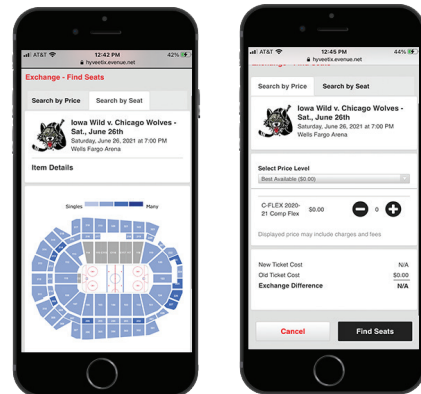 AT&T 12:42 PM 42%
hyveetix.evenue.net
Exchange - Find Seats
Search by Price Search by Seat
Iowa Wild v. Chicago Wolves -
Sat., June 26th
Saturday, June 26, 2021 at 7:00 PM
Wells Fargo Arena
Item Details
Singles Many
AT&T 12:45 PM 44%
hyveetix.evenue.net
Search by Price Search by Seat
Iowa Wild v. Chicago Wolves -
Sat., June 26th
Saturday, June 26, 2021 at 7:00 PM
Wells Fargo Arena
Select Price Level
Best Available ($0.00)
C-FLEX 2020-
21 Comp Flex $0.00 0
Displayed price may include charges and fees
New Ticket Cost N/A
Old Ticket Cost $0.00
Exchange Difference N/A
Cancel Find Seats